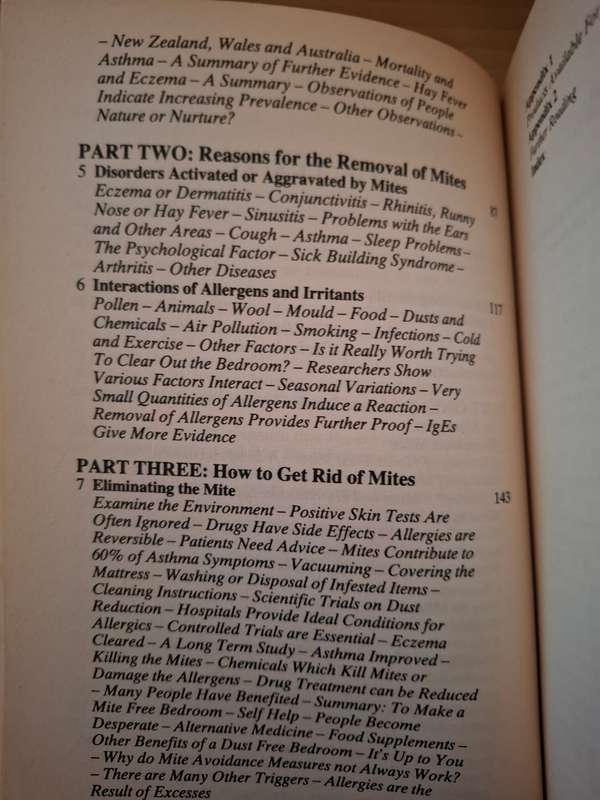 – New Zealand, Wales and Australia – Mortality and
Asthma – A Summary of Further Evidence – Hay Fever
and Eczema – A Summary – Observations of People
Indicate Increasing Prevalence – Other Observations –
Nature or Nurture?
PART TWO: Reasons for the Removal of Mites
5 Disorders Activated or Aggravated by Mites
Eczema or Dermatitis – Conjunctivitis – Rhinitis, Runny
Nose or Hay Fever – Sinusitis – Problems with the Ears
and Other Areas – Cough – Asthma – Sleep Problems –
The Psychological Factor – Sick Building Syndrome –
Arthritis – Other Diseases
6 Interactions of Allergens and Irritants 117
Pollen – Animals – Wool – Mould – Food – Dusts and
Chemicals – Air Pollution – Smoking – Infections – Cold
and Exercise – Other Factors – Is it Really Worth Trying
To Clear Out the Bedroom? – Researchers Show
Various Factors Interact – Seasonal Variations – Very
Small Quantities of Allergens Induce a Reaction –
Removal of Allergens Provides Further Proof – IgEs
Give More Evidence
PART THREE: How to Get Rid of Mites
7 Eliminating the Mite 143
Examine the Environment – Positive Skin Tests Are
Often Ignored – Drugs Have Side Effects – Allergies are
Reversible – Patients Need Advice – Mites Contribute to
60% of Asthma Symptoms – Vacuuming – Covering the
Mattress – Washing or Disposal of Infested Items –
Cleaning Instructions – Scientific Trials on Dust
Reduction – Hospitals Provide Ideal Conditions for
Allergics – Controlled Trials are Essential – Eczema
Cleared – A Long Term Study – Asthma Improved –
Killing the Mites – Chemicals Which Kill Mites or
Damage the Allergens – Drug Treatment can be Reduced
– Many People Have Benefited – Summary: To Make a
Mite Free Bedroom – Self Help – People Become
Desperate – Alternative Medicine – Food Supplements –
Other Benefits of a Dust Free Bedroom – It's Up to You
– Why do Mite Avoidance Measures not Always Work?
– There are Many Other Triggers – Allergies are the
Result of Excesses
Appendix 1
Products Available For
Appendix 2
Further Reading
Index